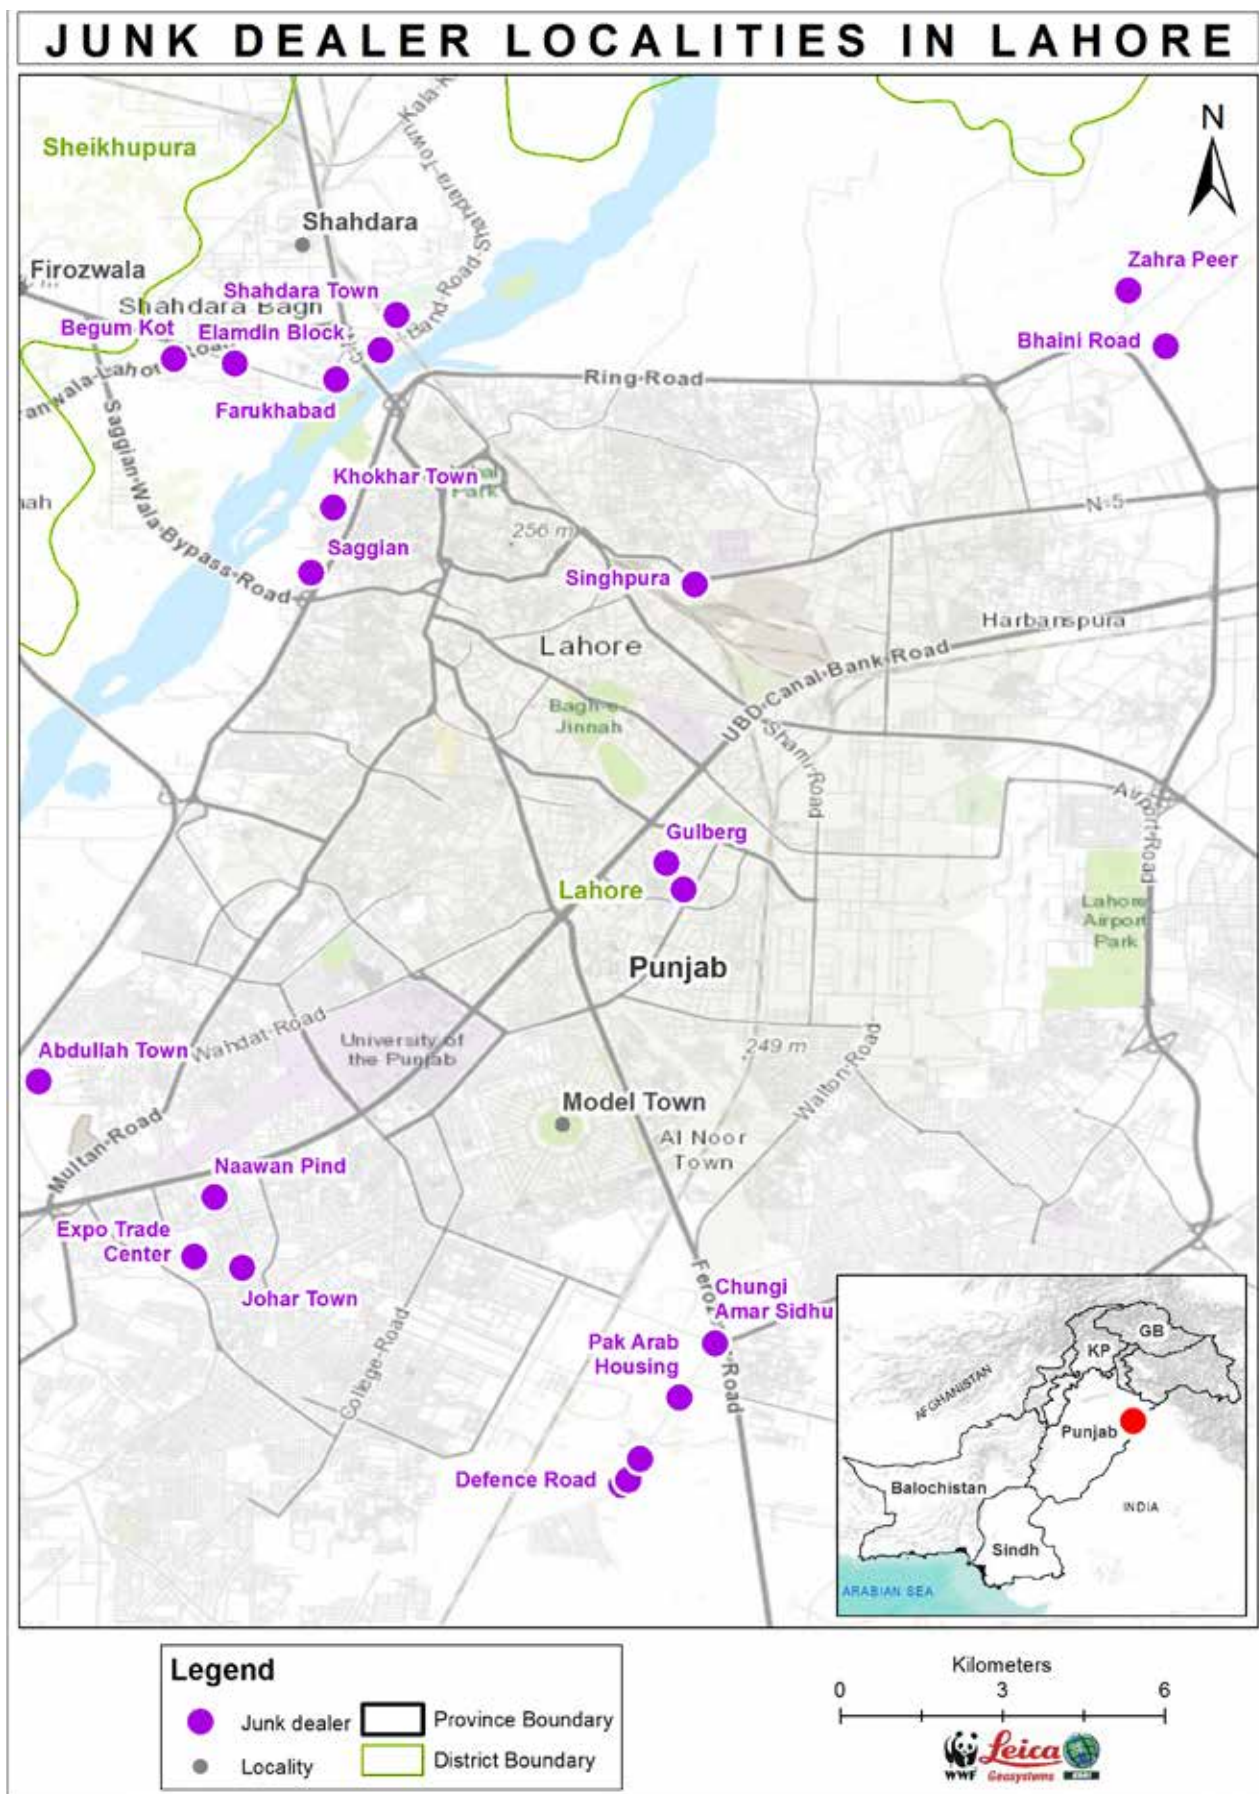 JUNK DEALER LOCALITIES IN LAHORE
N
Sheikhupura
Shahdara
Firozwala
Zahra Peer
Shahdara Town
Shahdara Bagh
Begum Kot
Elamdin Block
Bhaini Road
Ring Road
Farukhabad
Saggian-Wala-Bypass-Road
Khokhar Town
Park
N-5
256 m
Saggian
Singhpura
Harbanspura
Lahore
UBD-Canal-Bank-Road
Bagh-e-
Jinnah
Shami-Road
Airport-Road
Gulberg
Lahore
Lahore
Airport
Park
Punjab
Wahdat-Road
University of
the Punjab
249 m
Abdullah Town
Walton-Road
Model Town
Al Noor
Town
Multan-Road
Naawan Pind
Expo Trade
Center
Johar Town
Chungi
Amar Sidhu
Pak Arab
Housing
Road
College-Road
Defence Road
GB
KP
AFGHANISTAN
Punjab
Balochistan
INDIA
Sindh
ARABIAN SEA
Legend
Junk dealer
Province Boundary
Locality
District Boundary
Kilometers
0 3 6
WWF
Leica
Geosystems